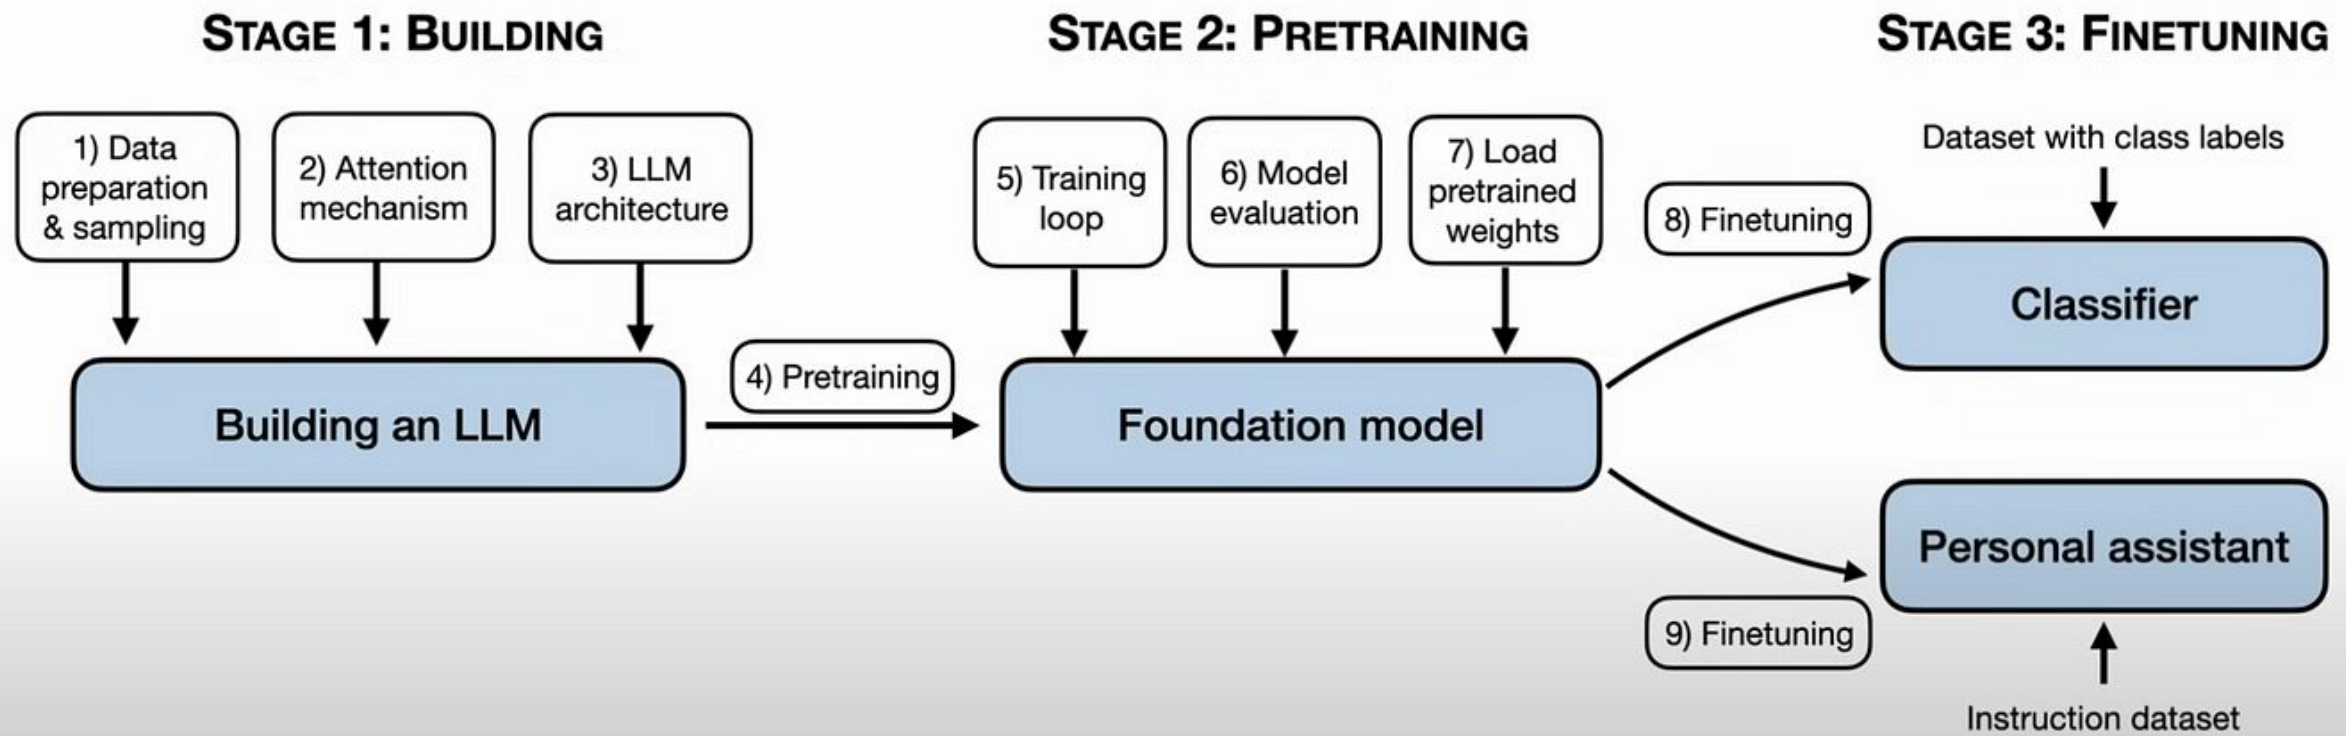 STAGE 1: BUILDING
1) Data
preparation
& sampling
2) Attention
mechanism
3) LLM
architecture
Building an LLM
4) Pretraining
STAGE 2: PRETRAINING
5) Training
loop
6) Model
evaluation
7) Load
pretrained
weights
Foundation model
STAGE 3: FINETUNING
8) Finetuning
Dataset with class labels
Classifier
Personal assistant
9) Finetuning
Instruction dataset